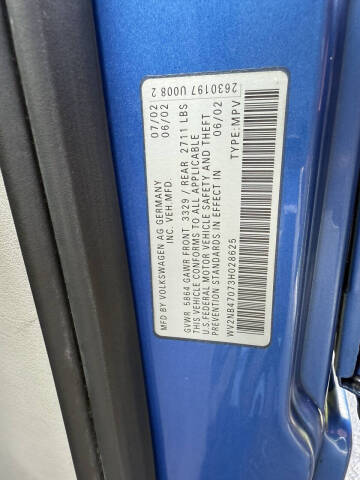 MFD BY VOLKSWAGEN AG GERMANY 07/02
INC. VEH.MFD 06/02
GVWR 5864 GAWR FRONT 3329 / REAR 2711 LBS
THIS VEHICLE CONFORMS TO ALL APPLICABLE
U.S.FEDERAL MOTOR VEHICLE SAFETY AND THEFT
PREVENTION STANDARDS IN EFFECT IN 06/02
WV2NB47073H028625 TYPE:MPV
2630197 U008 2